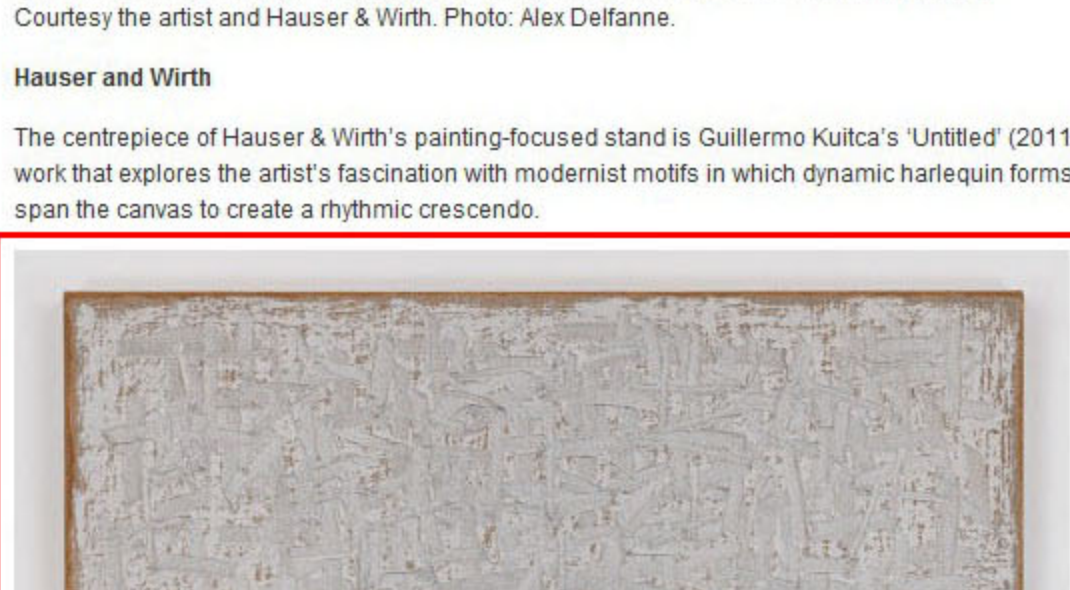 Courtesy the artist and Hauser & Wirth. Photo: Alex Delfanne.
Hauser and Wirth
The centrepiece of Hauser & Wirth's painting-focused stand is Guillermo Kuitca's 'Untitled' (2011
work that explores the artist's fascination with modernist motifs in which dynamic harlequin forms
span the canvas to create a rhythmic crescendo.